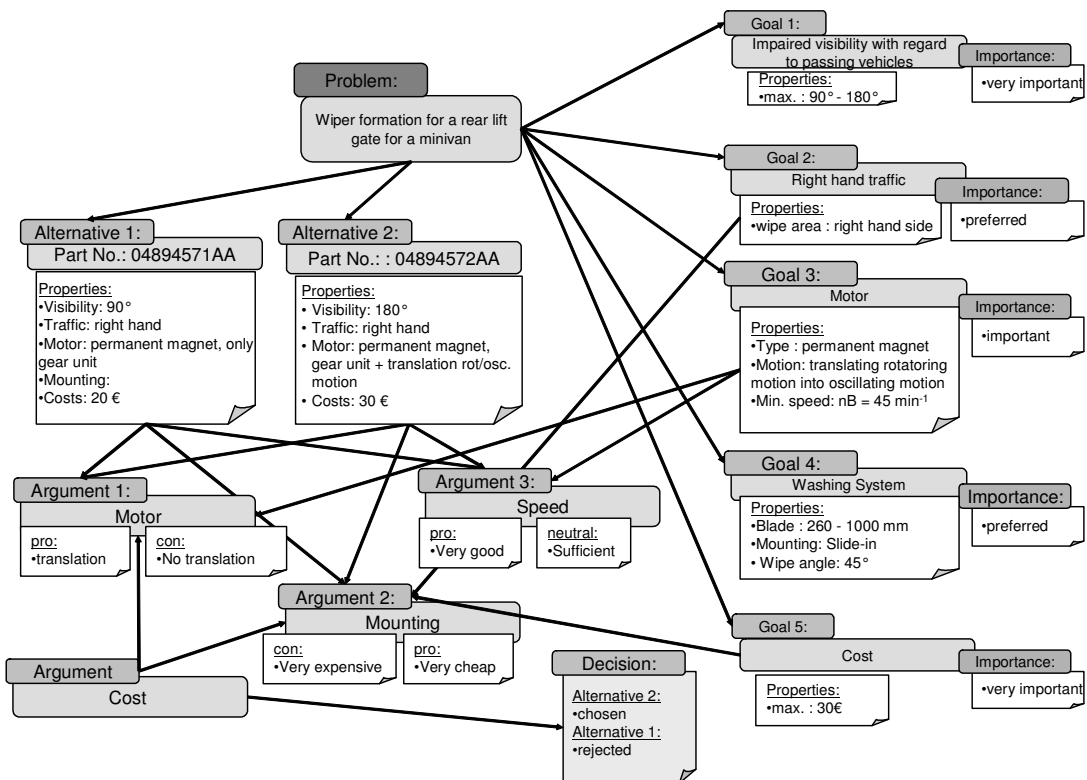 Problem:
Wiper formation for a rear lift
gate for a minivan
Goal 1:
Impaired visibility with regard
to passing vehicles
Properties:
•max. : 90° - 180°
Importance:
•very important
Goal 2:
Right hand traffic
Properties:
•wipe area : right hand side
Importance:
•preferred
Alternative 1:
Part No.: 04894571AA
Properties:
•Visibility: 90°
•Traffic: right hand
•Motor: permanent magnet, only
gear unit
•Mounting:
•Costs: 20 €
Alternative 2:
Part No.: : 04894572AA
Properties:
• Visibility: 180°
• Traffic: right hand
• Motor: permanent magnet,
gear unit + translation rot/osc.
motion
• Costs: 30 €
Goal 3:
Motor
Properties:
•Type : permanent magnet
•Motion: translating rotatoring
motion into oscillating motion
•Min. speed: nB = 45 min-1
Importance:
•important
Goal 4:
Washing System
Properties:
•Blade : 260 - 1000 mm
•Mounting: Slide-in
• Wipe angle: 45°
Importance:
•preferred
Argument 1:
Motor
pro:
•translation
con:
•No translation
Argument 3:
Speed
pro:
•Very good
neutral:
•Sufficient
Argument 2:
Mounting
con:
•Very expensive
pro:
•Very cheap
Goal 5:
Cost
Properties:
•max. : 30€
Importance:
•very important
Argument
Cost
Decision:
Alternative 2:
•chosen
Alternative 1:
•rejected